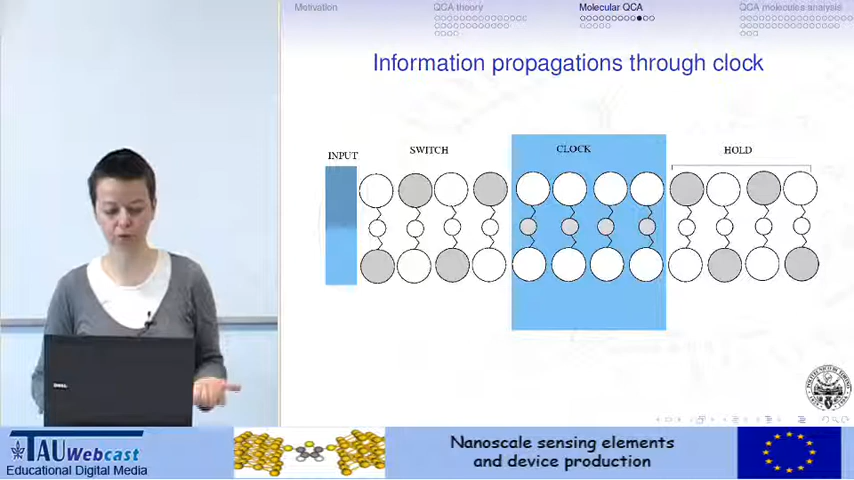 Motivation
QCA theory
Molecular QCA
QCA molecules analysis
Information propagations through clock
INPUT
SWITCH
CLOCK
HOLD
DELL
TAU Webcast
Educational Digital Media
Nanoscale sensing elements
and device production